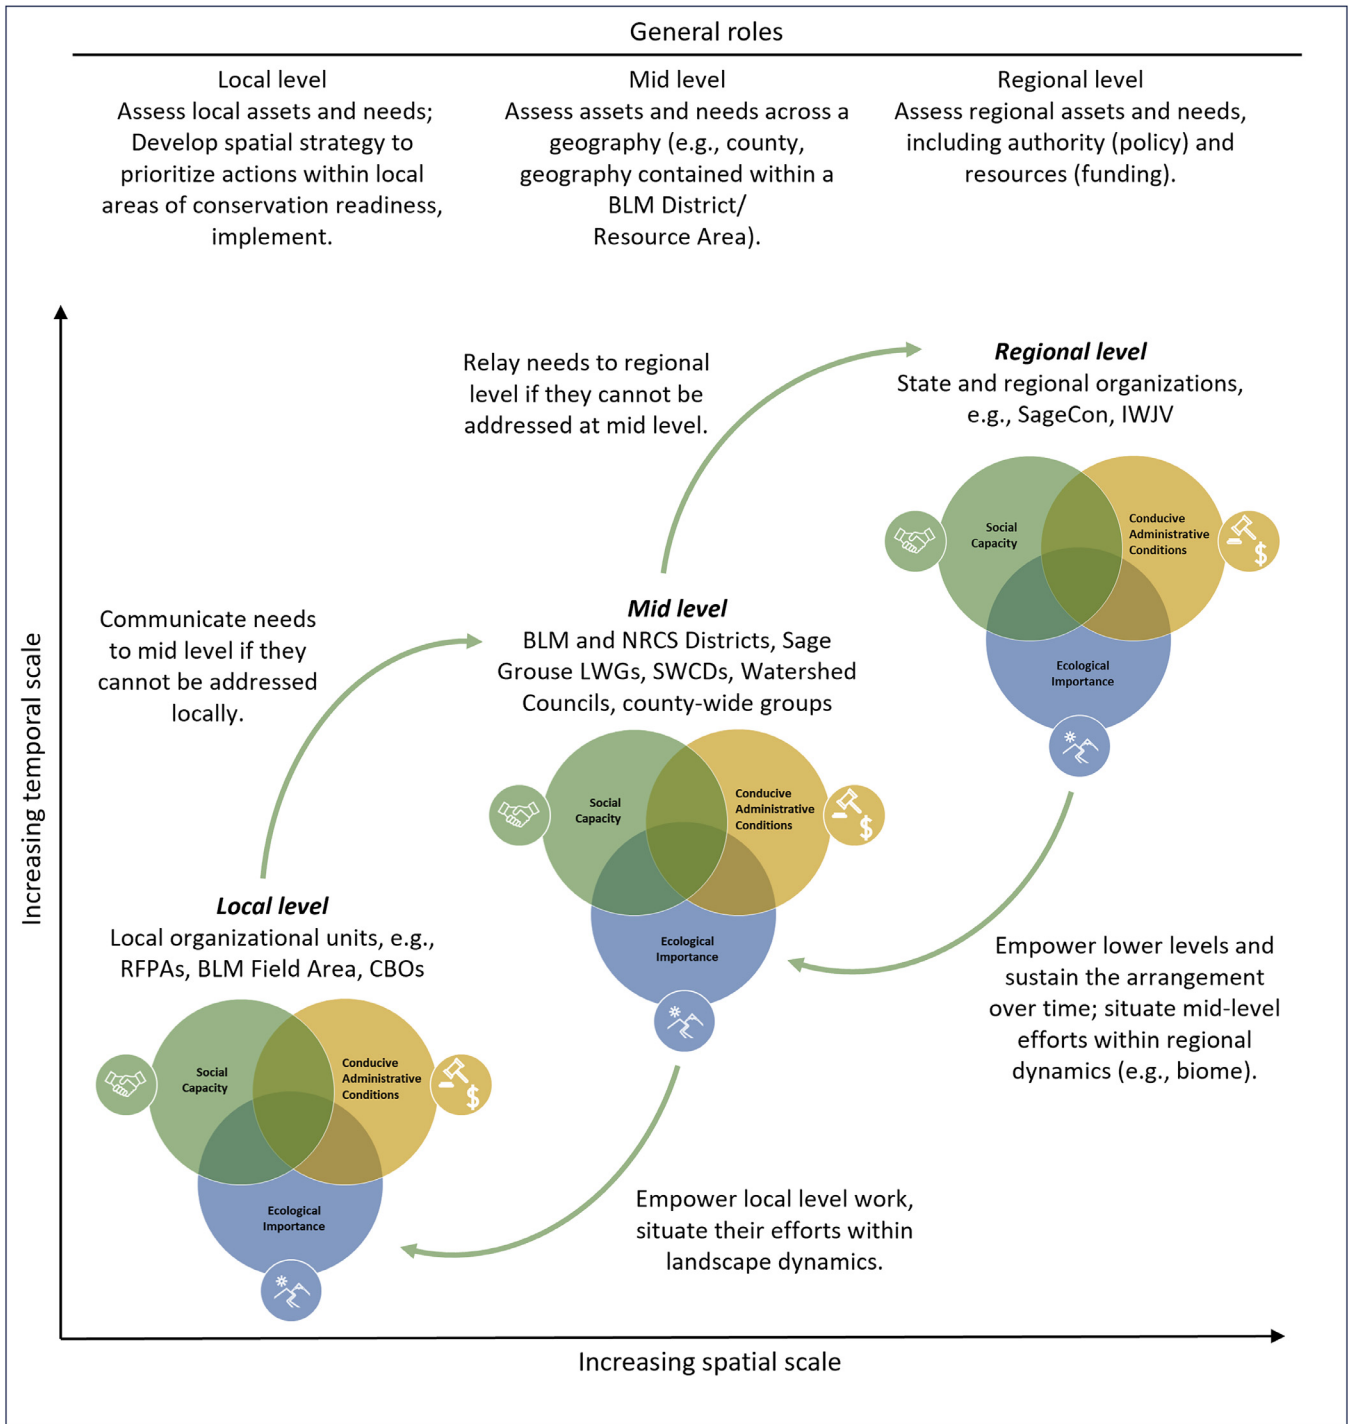 General roles
Local level
Assess local assets and needs;
Develop spatial strategy to
prioritize actions within local
areas of conservation readiness,
implement.
Mid level
Assess assets and needs across a
geography (e.g., county,
geography contained within a
BLM District/
Resource Area).
Regional level
Assess regional assets and needs,
including authority (policy) and
resources (funding).
Relay needs to regional
level if they cannot be
addressed at mid level.
Regional level
State and regional organizations,
e.g., SageCon, IWJV
Social
Capacity
Conducive
Administrative
Conditions
$
Ecological
Importance
Communicate needs
to mid level if they
cannot be addressed
locally.
Mid level
BLM and NRCS Districts, Sage
Grouse LWGs, SWCDs, Watershed
Councils, county-wide groups
Social
Capacity
Conducive
Administrative
Conditions
$
Ecological
Importance
Local level
Local organizational units, e.g.,
RFPAs, BLM Field Area, CBOs
Social
Capacity
Conducive
Administrative
Conditions
$
Ecological
Importance
Empower lower levels and
sustain the arrangement
over time; situate mid-level
efforts within regional
dynamics (e.g., biome).
Empower local level work,
situate their efforts within
landscape dynamics.
Increasing temporal scale
Increasing spatial scale